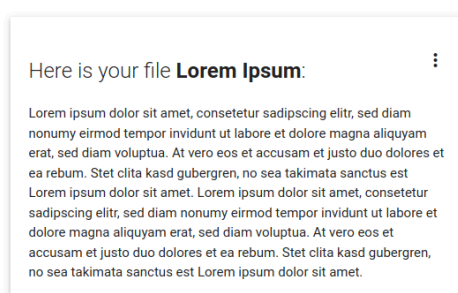 Here is your file Lorem Ipsum:
Lorem ipsum dolor sit amet, consetetur sadipscing elitr, sed diam
nonumy eirmod tempor invidunt ut labore et dolore magna aliquyam
erat, sed diam voluptua. At vero eos et accusam et justo duo dolores et
ea rebum. Stet clita kasd gubergren, no sea takimata sanctus est
Lorem ipsum dolor sit amet. Lorem ipsum dolor sit amet, consetetur
sadipscing elitr, sed diam nonumy eirmod tempor invidunt ut labore et
dolore magna aliquyam erat, sed diam voluptua. At vero eos et
accusam et justo duo dolores et ea rebum. Stet clita kasd gubergren,
no sea takimata sanctus est Lorem ipsum dolor sit amet.